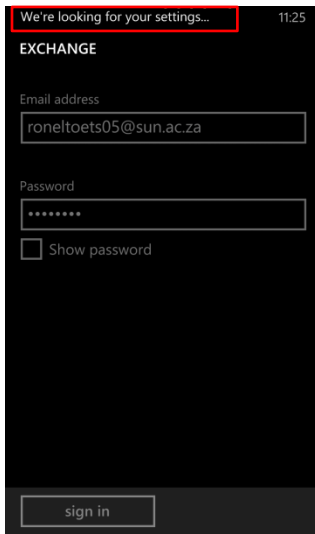 We're looking for your settings...
11:25
EXCHANGE
Email address
roneltoets05@sun.ac.za
Password
••••••••
Show password
sign in